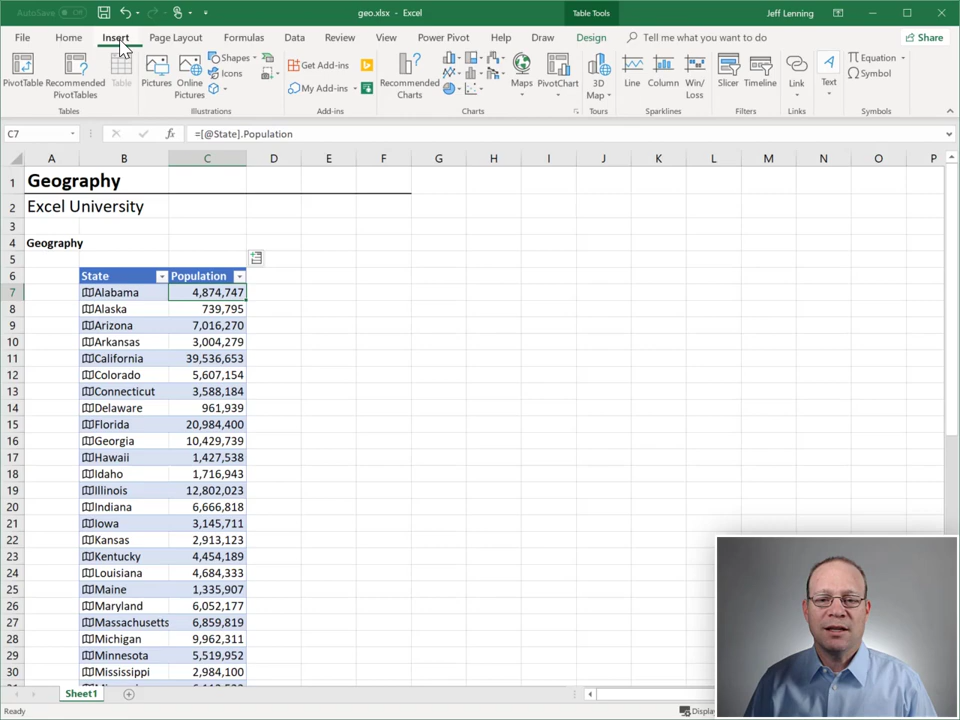 AutoSave Off
geo.xlsx - Excel
Table Tools
Jeff Lenning
File Home Insert Page Layout Formulas Data Review View Power Pivot Help Draw Design Tell me what you want to do Share
PivotTable Recommended PivotTables Table
Tables
Pictures Online Pictures Shapes Icons
Illustrations
Get Add-ins
My Add-ins
Add-ins
Recommended Charts Maps PivotChart
Charts
3D Map
Tours
Line Column Win/Loss
Sparklines
Slicer Timeline
Filters
Link
Links
Text
Equation
Symbol
Symbols
C7 fx =[@State].Population
A B C D E F G H I J K L M N O P
1 Geography
2 Excel University
3
4 Geography
5
6 State Population
7 Alabama 4,874,747
8 Alaska 739,795
9 Arizona 7,016,270
10 Arkansas 3,004,279
11 California 39,536,653
12 Colorado 5,607,154
13 Connecticut 3,588,184
14 Delaware 961,939
15 Florida 20,984,400
16 Georgia 10,429,739
17 Hawaii 1,427,538
18 Idaho 1,716,943
19 Illinois 12,802,023
20 Indiana 6,666,818
21 Iowa 3,145,711
22 Kansas 2,913,123
23 Kentucky 4,454,189
24 Louisiana 4,684,333
25 Maine 1,335,907
26 Maryland 6,052,177
27 Massachusetts 6,859,819
28 Michigan 9,962,311
29 Minnesota 5,519,952
30 Mississippi 2,984,100
Sheet1
Ready